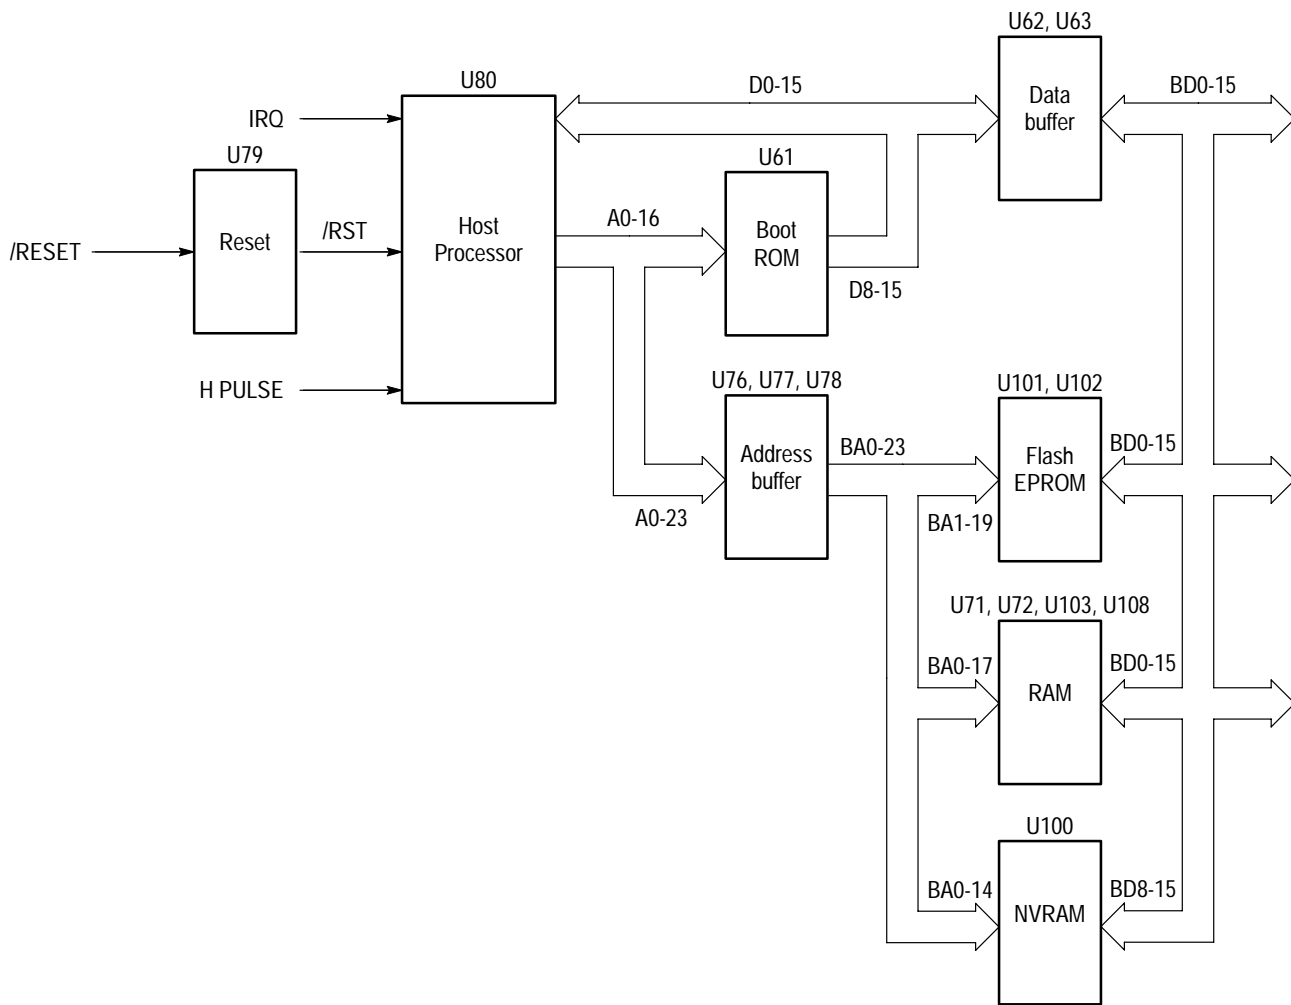 U62, U63
U80
D0-15
Data
buffer
BD0-15
IRQ
U79
U61
Reset
/RST
/RESET
Host
Processor
A0-16
Boot
ROM
D8-15
H PULSE
U76, U77, U78
U101, U102
Address
buffer
BA0-23
Flash
EPROM
BD0-15
A0-23
BA1-19
U71, U72, U103, U108
BA0-17
RAM
BD0-15
U100
BA0-14
NVRAM
BD8-15